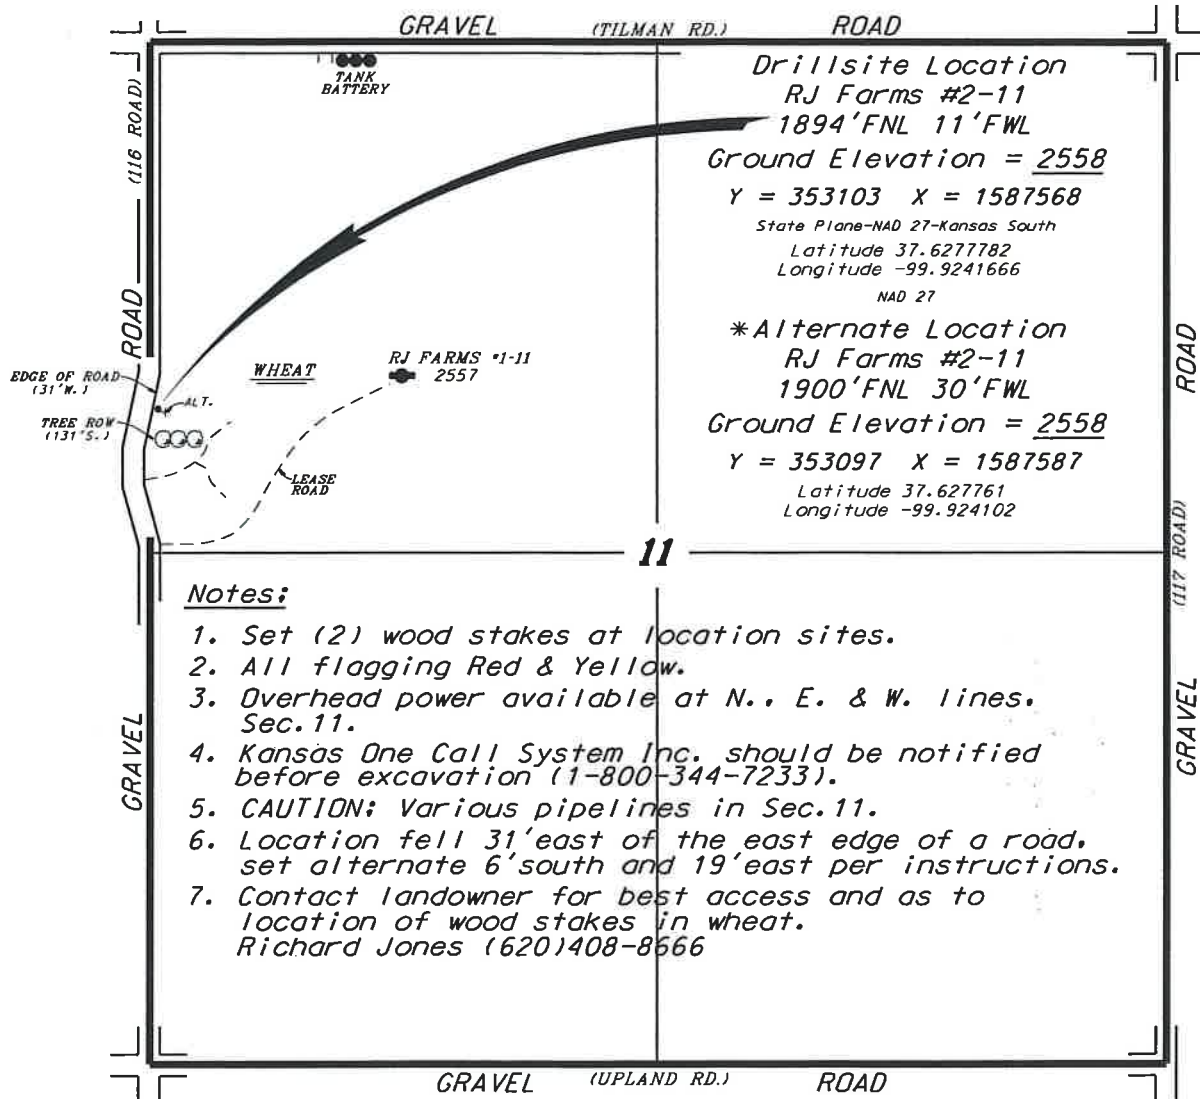 GRAVEL (TILMAN RD.) ROAD
(116 ROAD)
ROAD
GRAVEL
TANK
BATTERY
Drillsite Location
RJ Farms #2-11
1894'FNL 11'FWL
Ground Elevation = 2558
Y = 353103 X = 1587568
State Plane-NAD 27-Kansas South
Latitude 37.6277782
Longitude -99.9241666
NAD 27
*Alternate Location
RJ Farms #2-11
1900'FNL 30'FWL
Ground Elevation = 2558
Y = 353097 X = 1587587
Latitude 37.627761
Longitude -99.924102
EDGE OF ROAD
(31'W.)
ALT.
TREE ROW
(131'S.)
WHEAT
RJ FARMS #1-11
2557
LEASE
ROAD
11
ROAD
(117 ROAD)
GRAVEL
Notes:
1. Set (2) wood stakes at location sites.
2. All flagging Red & Yellow.
3. Overhead power available at N., E. & W. lines,
Sec.11.
4. Kansas One Call System Inc. should be notified
before excavation (1-800-344-7233).
5. CAUTION: Various pipelines in Sec.11.
6. Location fell 31'east of the east edge of a road,
set alternate 6'south and 19'east per instructions.
7. Contact landowner for best access and as to
location of wood stakes in wheat.
Richard Jones (620)408-8666
GRAVEL (UPLAND RD.) ROAD